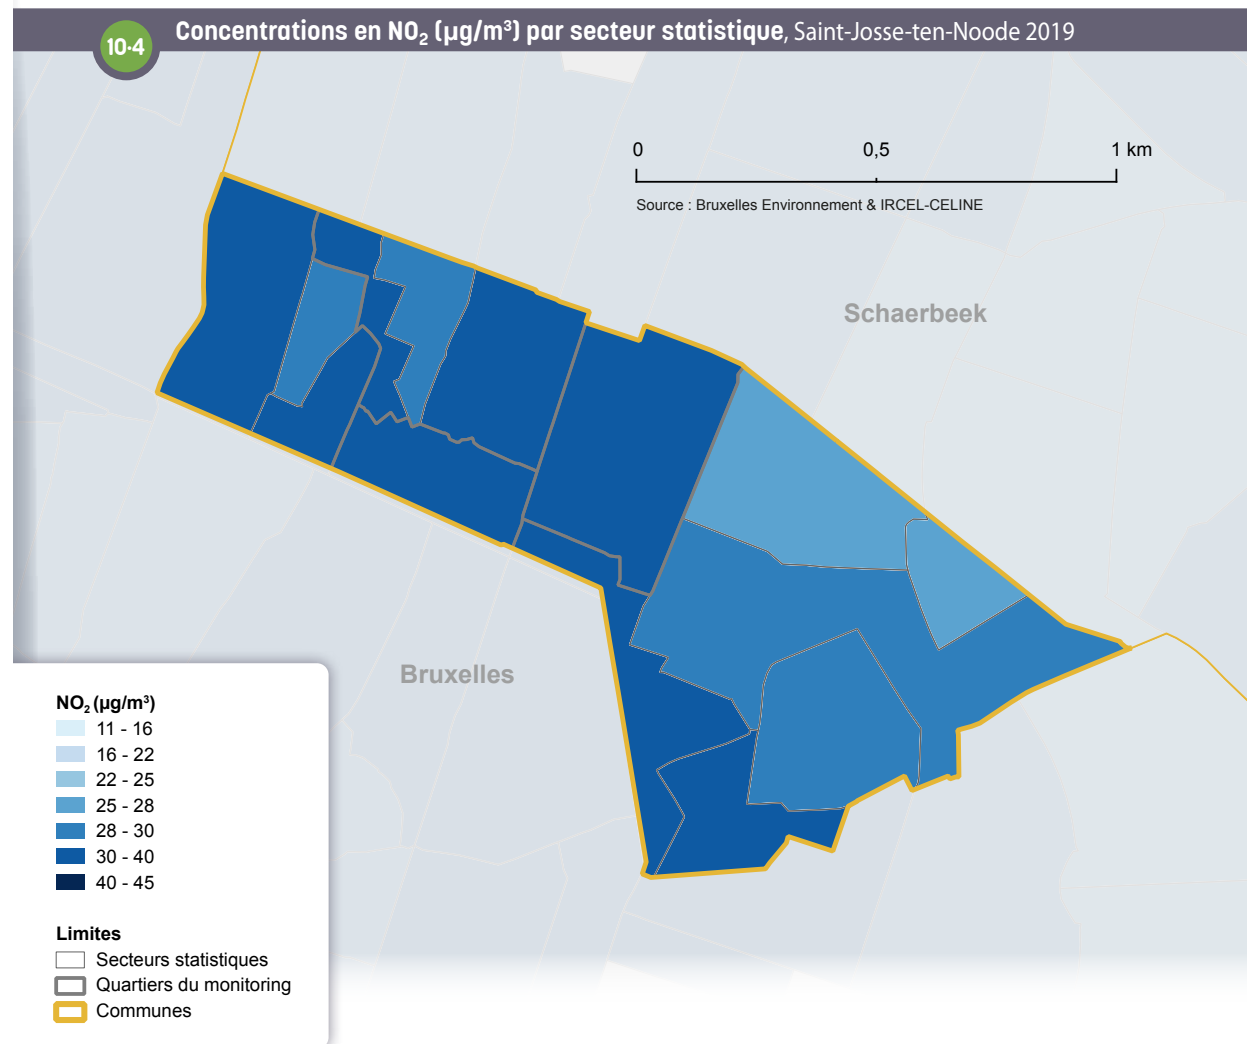 10·4
Concentrations en NO₂ (µg/m³) par secteur statistique, Saint-Josse-ten-Noode 2019
0 0,5 1 km
Source : Bruxelles Environnement & IRCEL-CELINE
Schaerbeek
Bruxelles
NO₂ (µg/m³)
11 - 16
16 - 22
22 - 25
25 - 28
28 - 30
30 - 40
40 - 45
Limites
Secteurs statistiques
Quartiers du monitoring
Communes